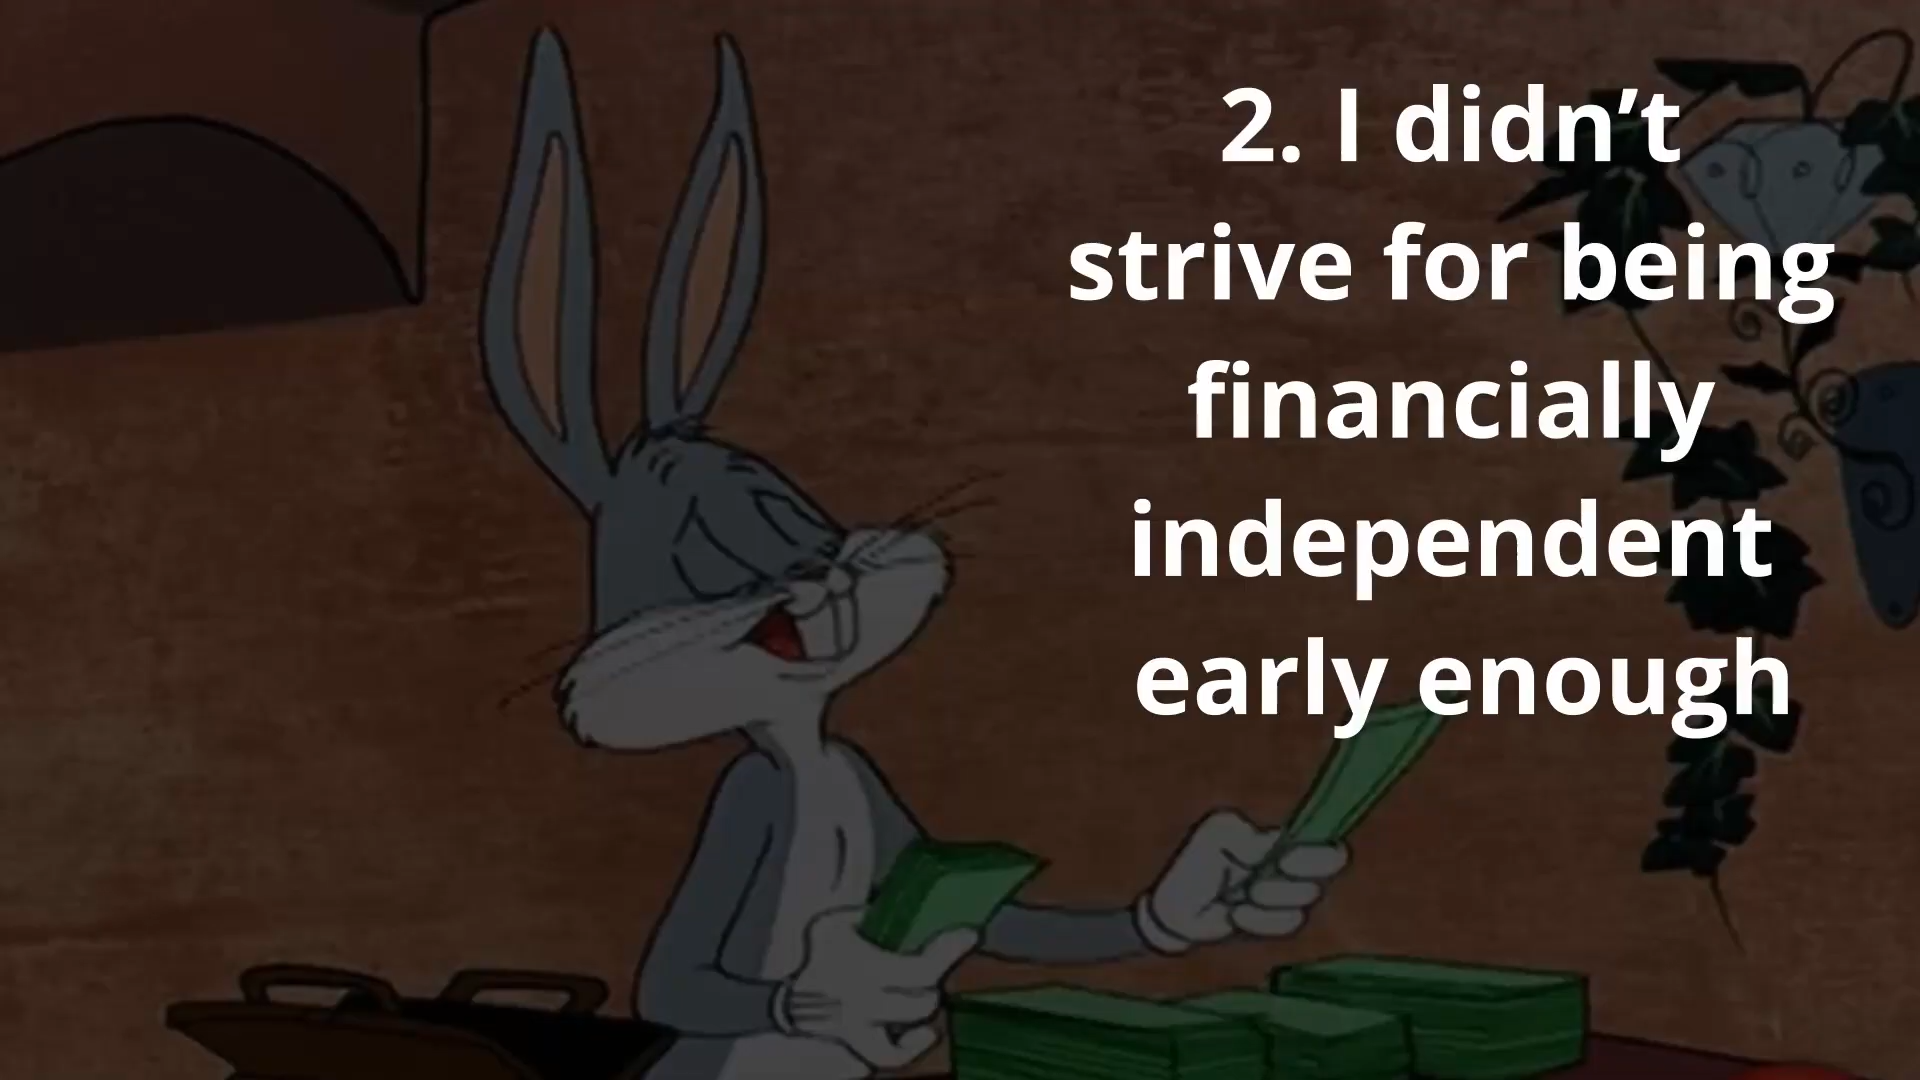 2. I didn’t
strive for being
financially
independent
early enough